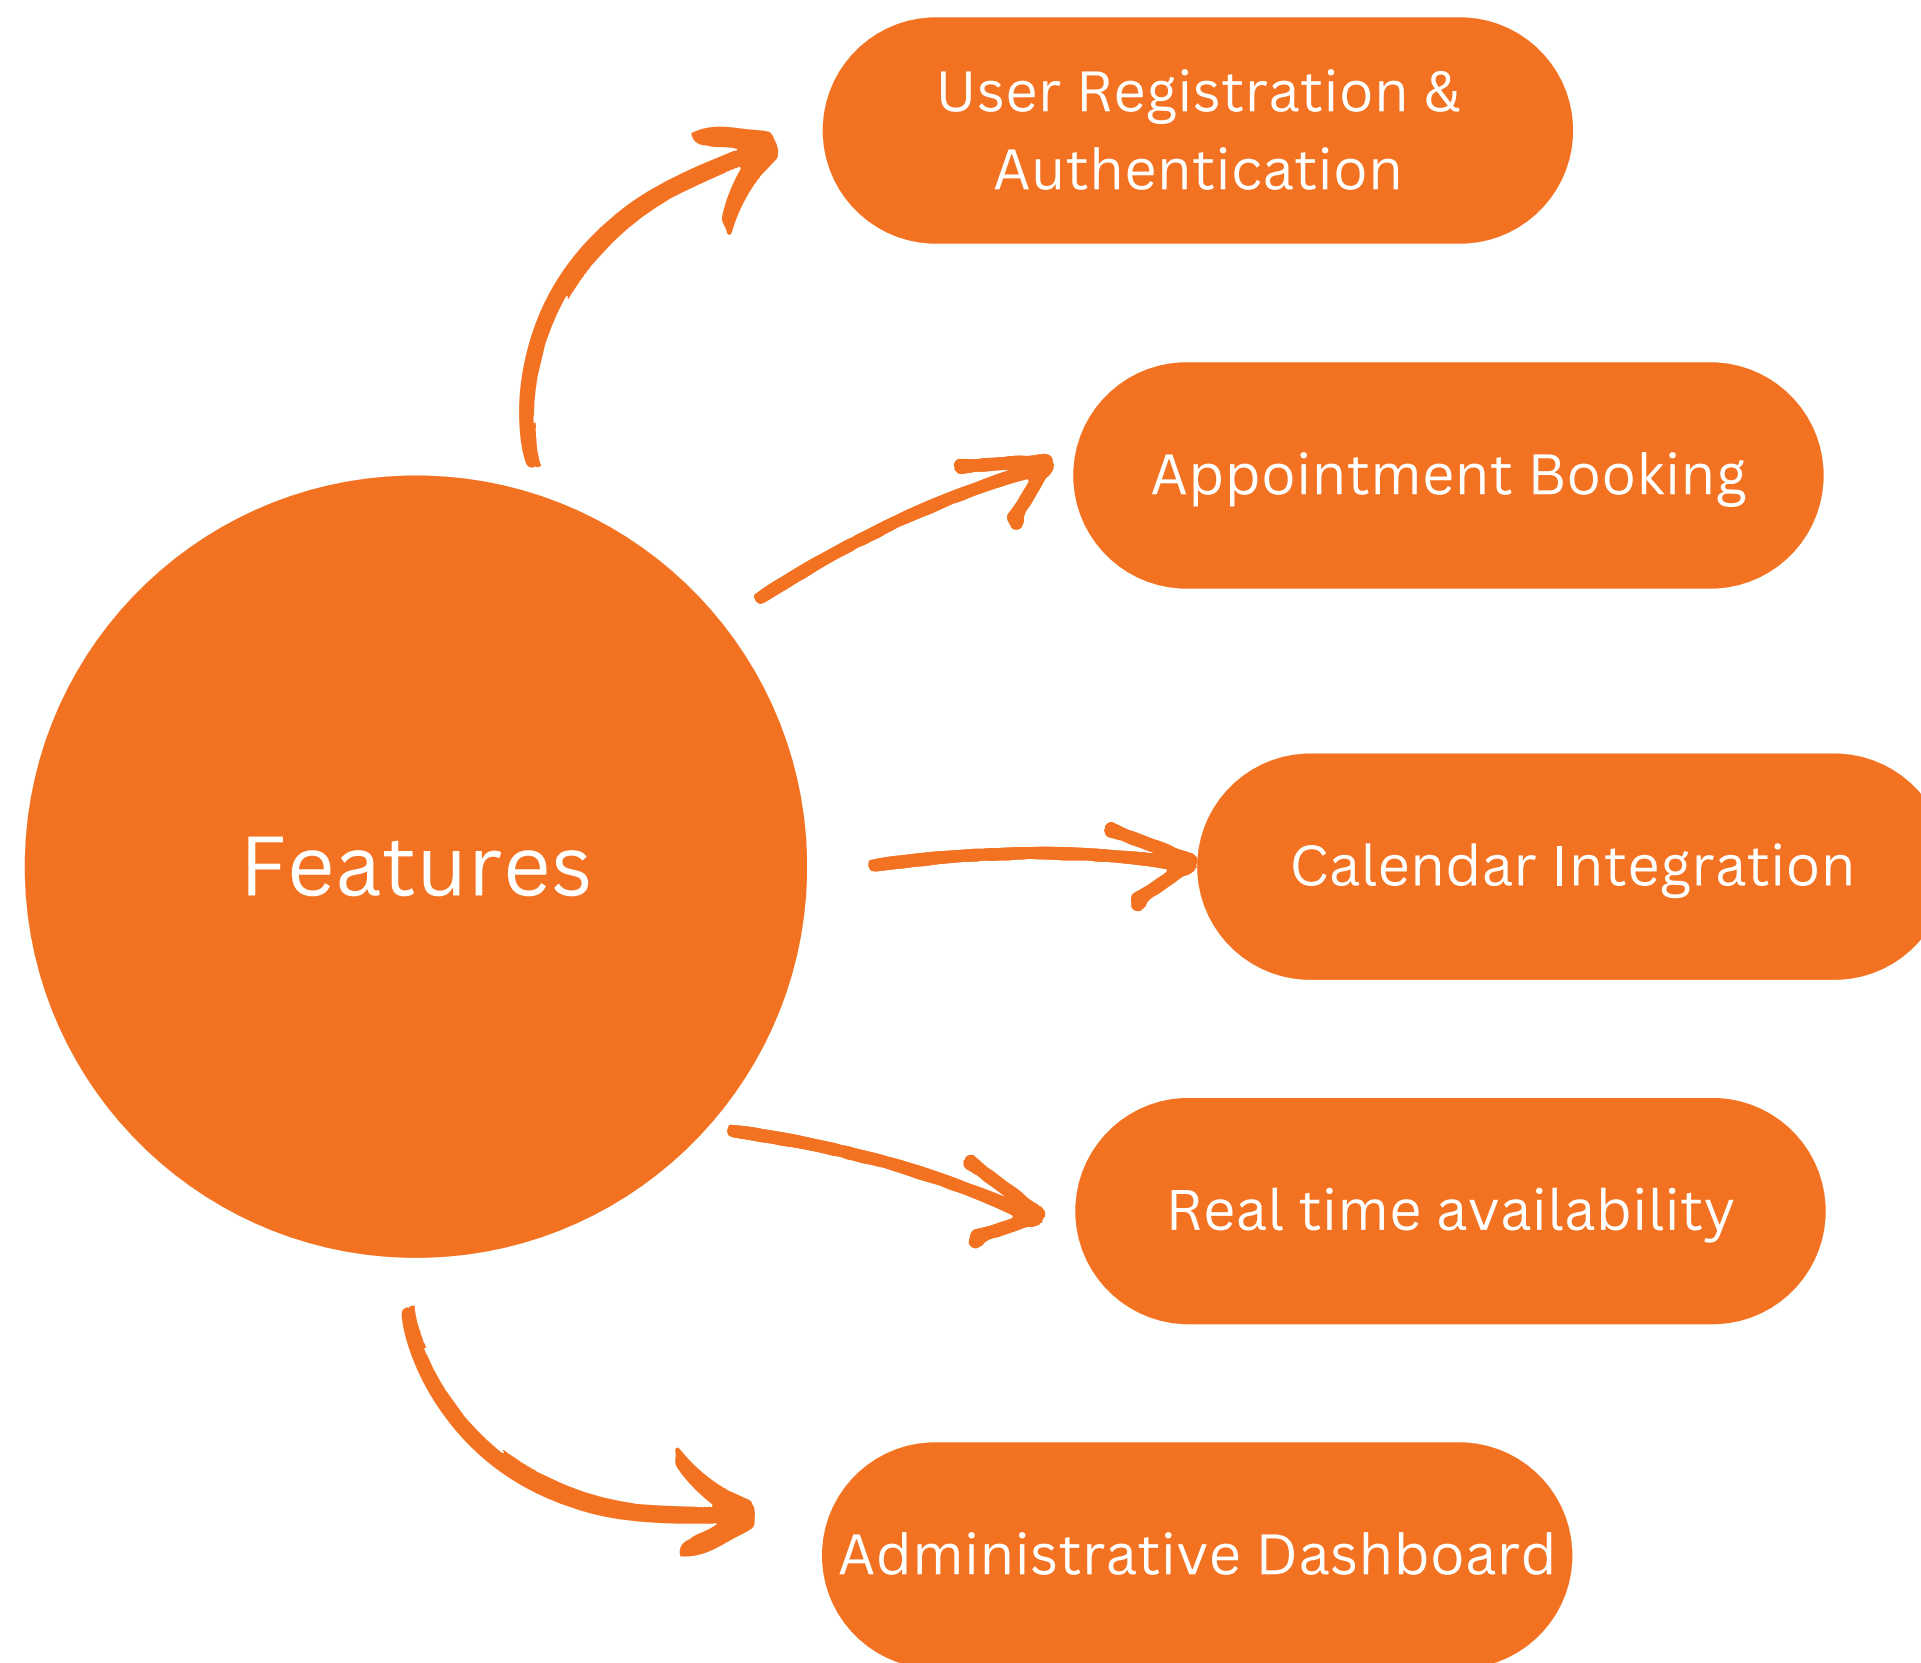 User Registration &
Authentication
Appointment Booking
Features
Calendar Integration
Real time availability
Administrative Dashboard